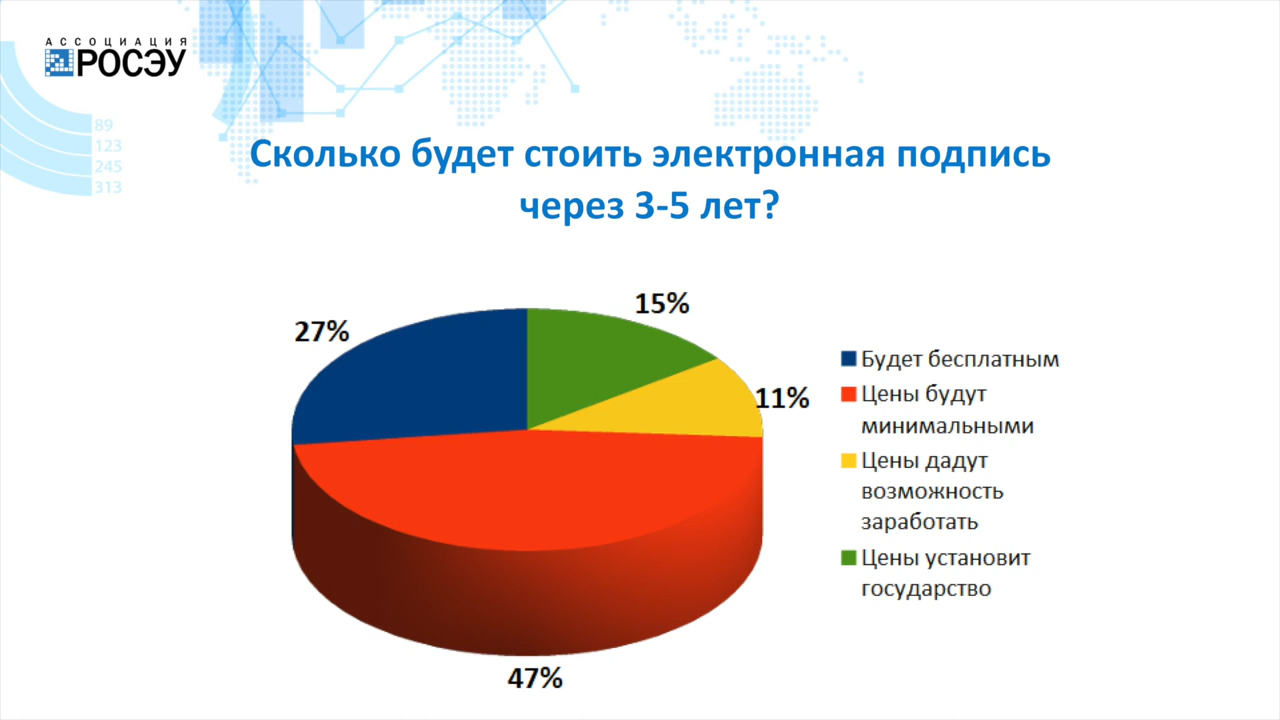 АССОЦИАЦИЯ
РОСЭУ
89
123
245
313
Сколько будет стоить электронная подпись
через 3-5 лет?
15%
27%
11%
47%
Будет бесплатным
Цены будут
минимальными
Цены дадут
возможность
заработать
Цены установит
государство